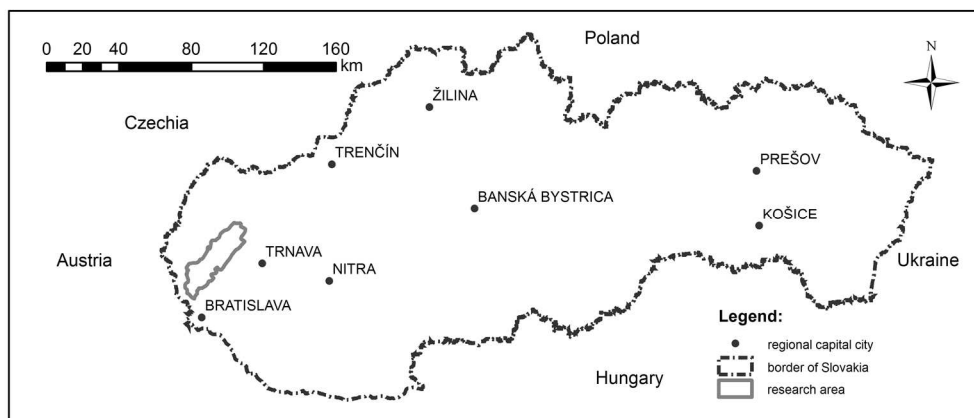 0 20 40 80 120 160
km
Poland
N
Czechia
ŽILINA
TRENČÍN
PREŠOV
BANSKÁ BYSTRICA
KOŠICE
Austria
TRNAVA
NITRA
Ukraine
BRATISLAVA
Hungary
Legend:
regional capital city
border of Slovakia
research area